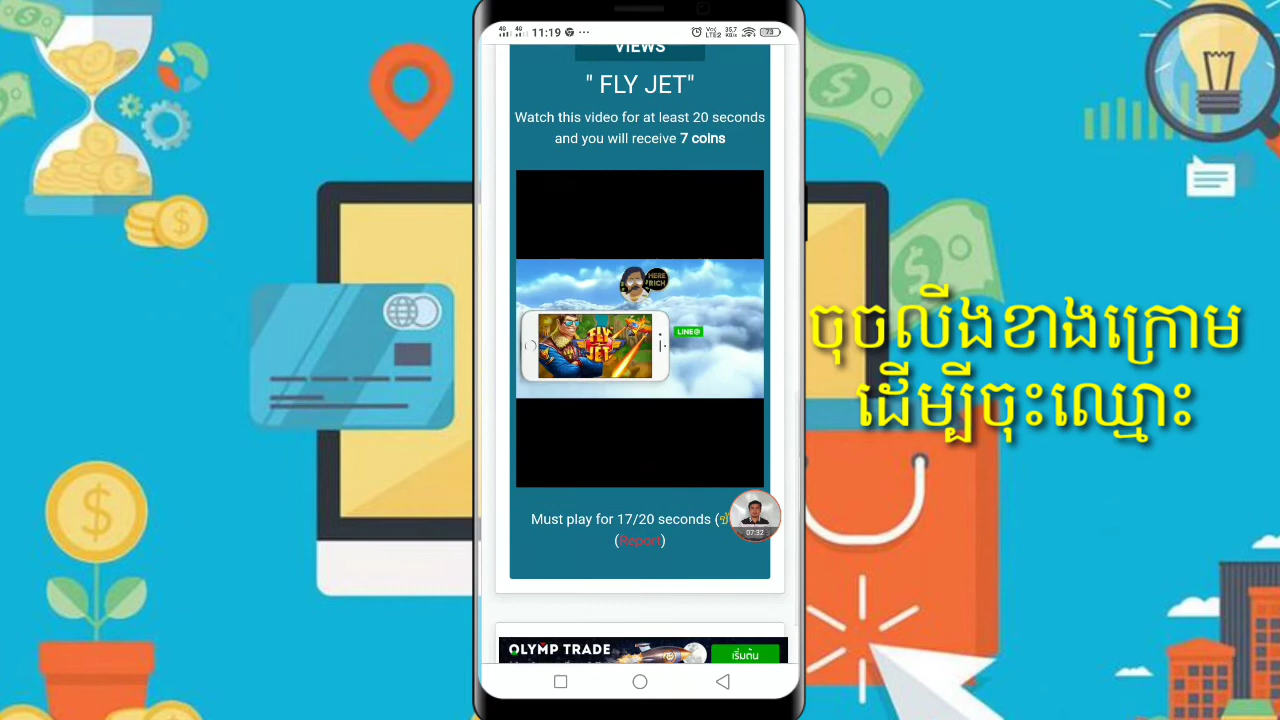 11:19
73
VIEWS
" FLY JET"
Watch this video for at least 20 seconds
and you will receive 7 coins
HERE
RICH
LINE@
FLY
JET
ចុចលីងខាងក្រោម
ដើម្បីចុះឈ្មោះ
Must play for 17/20 seconds (
07:32
(Report)
OLYMP TRADE
เริ่มต้น